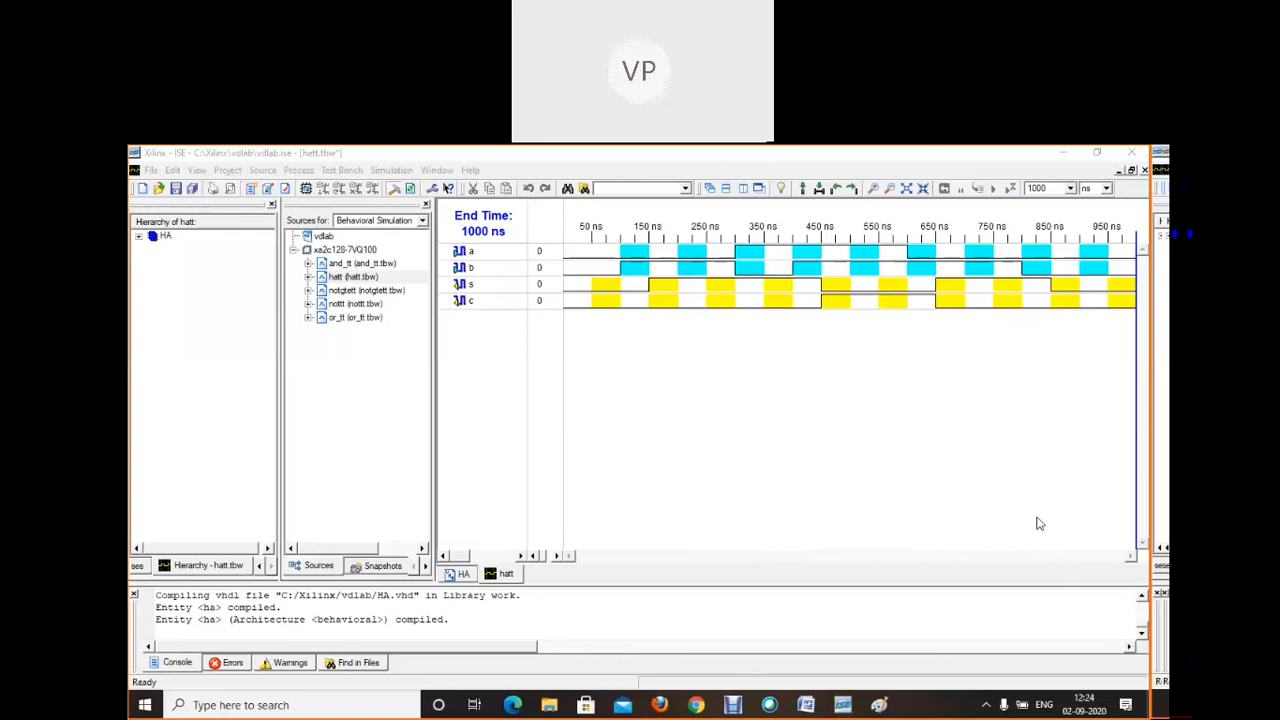 VP
Xilinx - ISE - C:\Xilinx\vdlab\vdlab.ise - [hatt.tbw*]
File Edit View Project Source Process Test Bench Simulation Window Help
1000 ns
Hierarchy of hatt:
HA
Sources for: Behavioral Simulation
vdlab
xa2c128-7VQ100
and_tt (and_tt.tbw)
hatt (hatt.tbw)
notgtett (notgtett.tbw)
nottt (nottt.tbw)
or_tt (or_tt.tbw)
End Time:
1000 ns
50 ns 150 ns 250 ns 350 ns 450 ns 550 ns 650 ns 750 ns 850 ns 950 ns
a 0
b 0
s 0
c 0
ses Hierarchy - hatt.tbw Sources Snapshots
HA hatt
Compiling vhdl file "C:/Xilinx/vdlab/HA.vhd" in Library work.
Entity <ha> compiled.
Entity <ha> (Architecture <behavioral>) compiled.
Console Errors Warnings Find in Files
Ready
Type here to search
ENG
12:24
02-09-2020